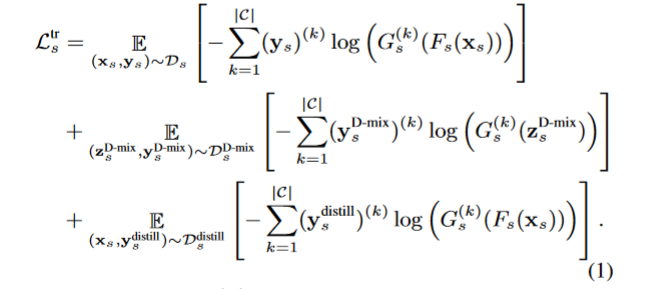 $\mathcal{L}_s^{\text{tr}} = \underset{(\mathbf{x}_s, \mathbf{y}_s) \sim \mathcal{D}_s}{\mathbb{E}} \left[ -\sum_{k=1}^{|\mathcal{C}|} (\mathbf{y}_s)^{(k)} \log \left( G_s^{(k)} (F_s(\mathbf{x}_s)) \right) \right]$
$+ \underset{(\mathbf{z}_s^{\text{D-mix}}, \mathbf{y}_s^{\text{D-mix}}) \sim \mathcal{D}_s^{\text{D-mix}}}{\mathbb{E}} \left[ -\sum_{k=1}^{|\mathcal{C}|} (\mathbf{y}_s^{\text{D-mix}})^{(k)} \log \left( G_s^{(k)} (\mathbf{z}_s^{\text{D-mix}}) \right) \right]$
$+ \underset{(\mathbf{x}_s, \mathbf{y}_s^{\text{distill}}) \sim \mathcal{D}_s^{\text{distill}}}{\mathbb{E}} \left[ -\sum_{k=1}^{|\mathcal{C}|} (\mathbf{y}_s^{\text{distill}})^{(k)} \log \left( G_s^{(k)} (F_s(\mathbf{x}_s)) \right) \right] .$
(1)